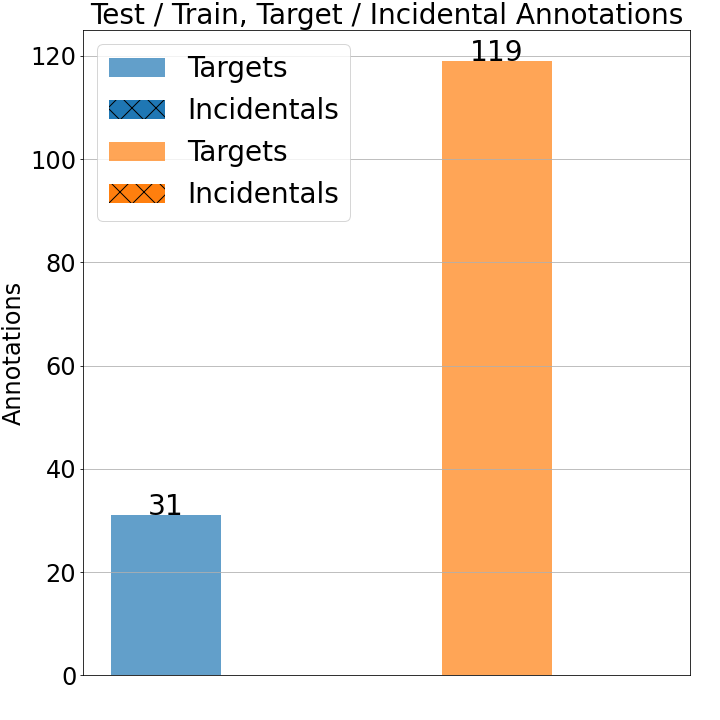 Test / Train, Target / Incidental Annotations
119
120
Targets
Incidentals
100
Targets
Incidentals
80
Annotations
60
40
31
20
0